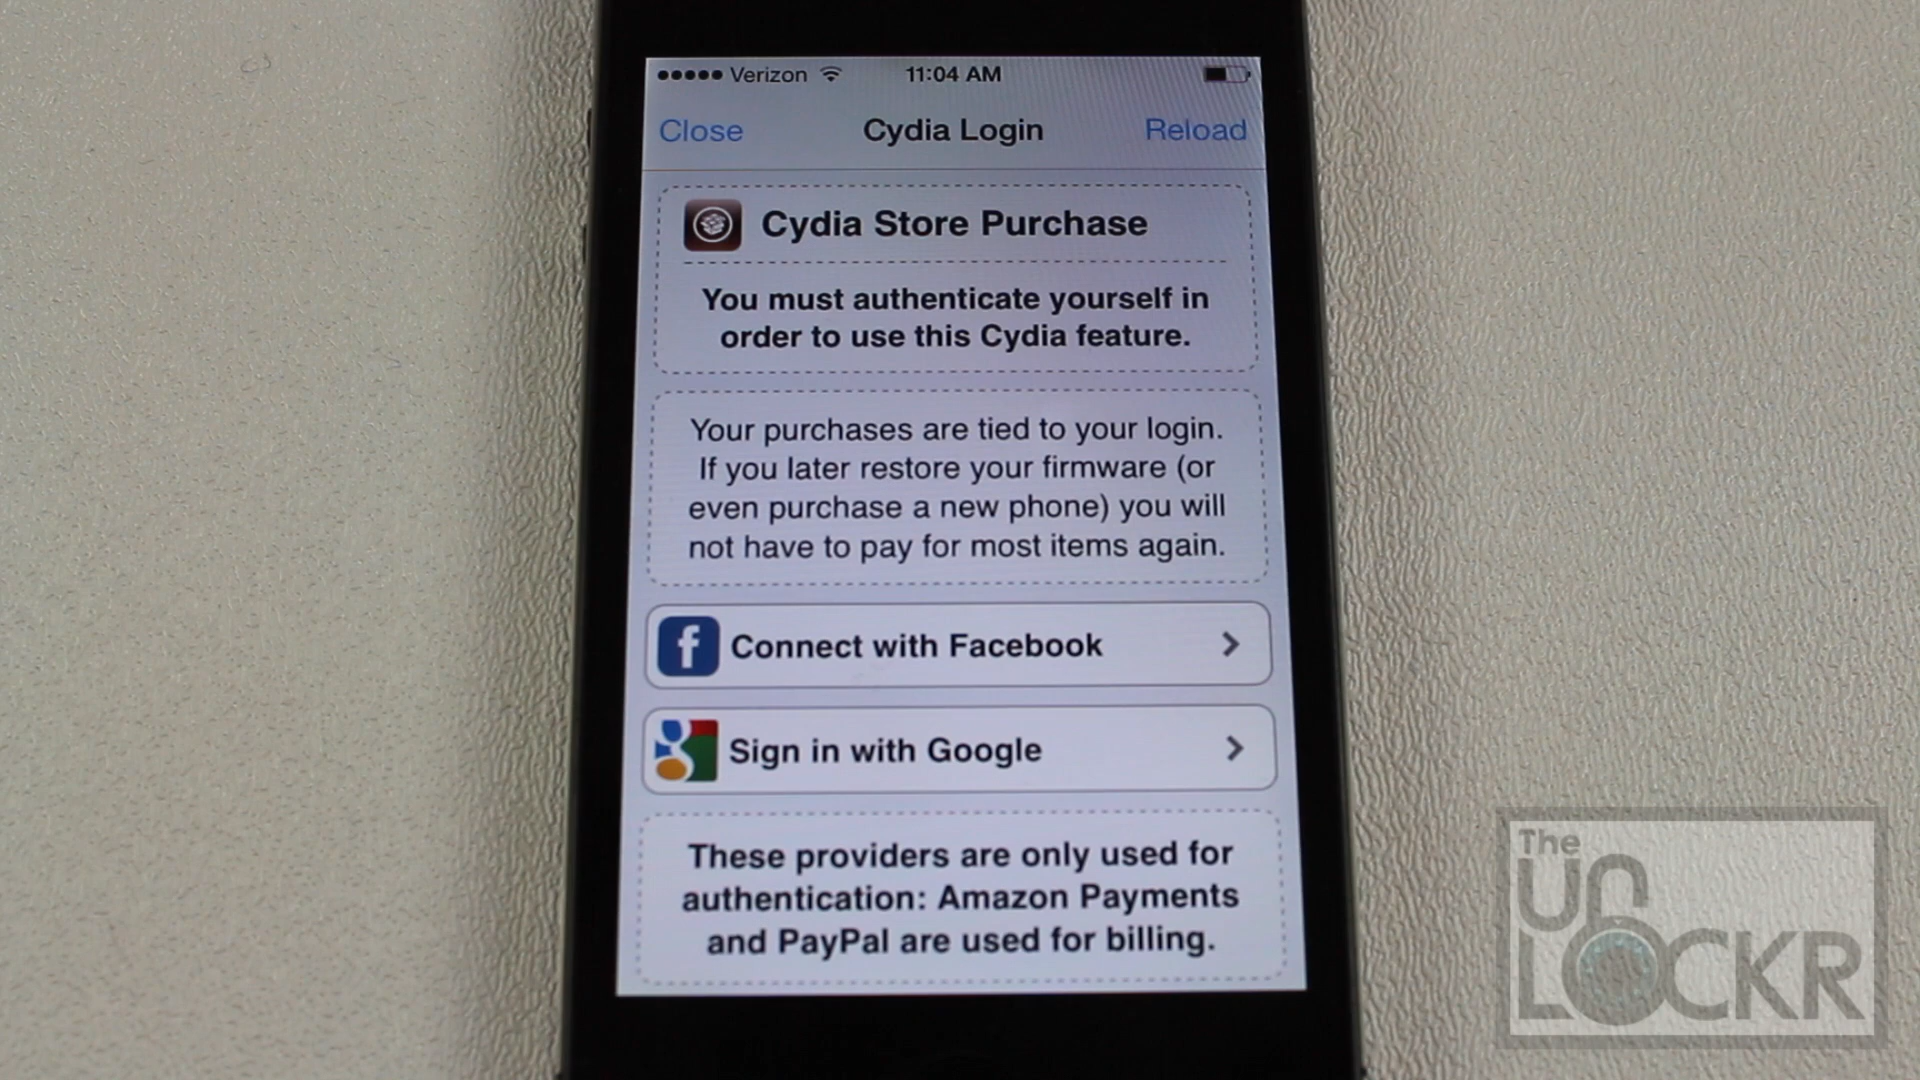 Verizon 11:04 AM
Close Cydia Login Reload
Cydia Store Purchase
You must authenticate yourself in
order to use this Cydia feature.
Your purchases are tied to your login.
If you later restore your firmware (or
even purchase a new phone) you will
not have to pay for most items again.
f Connect with Facebook
g Sign in with Google
These providers are only used for
authentication: Amazon Payments
and PayPal are used for billing.
The
UN
LOCKR